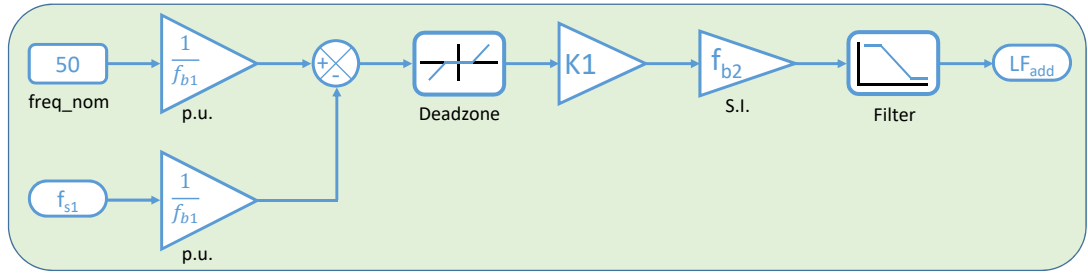 50
freq_nom
1
f_b1
p.u.
+
-
Deadzone
K1
f_b2
S.I.
Filter
LF_add
f_s1
1
f_b1
p.u.